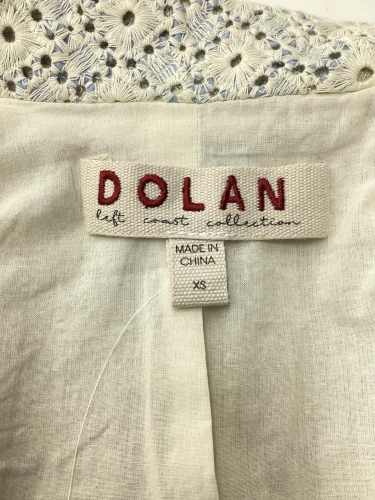 DOLAN
left coast collection
MADE IN
CHINA
XS